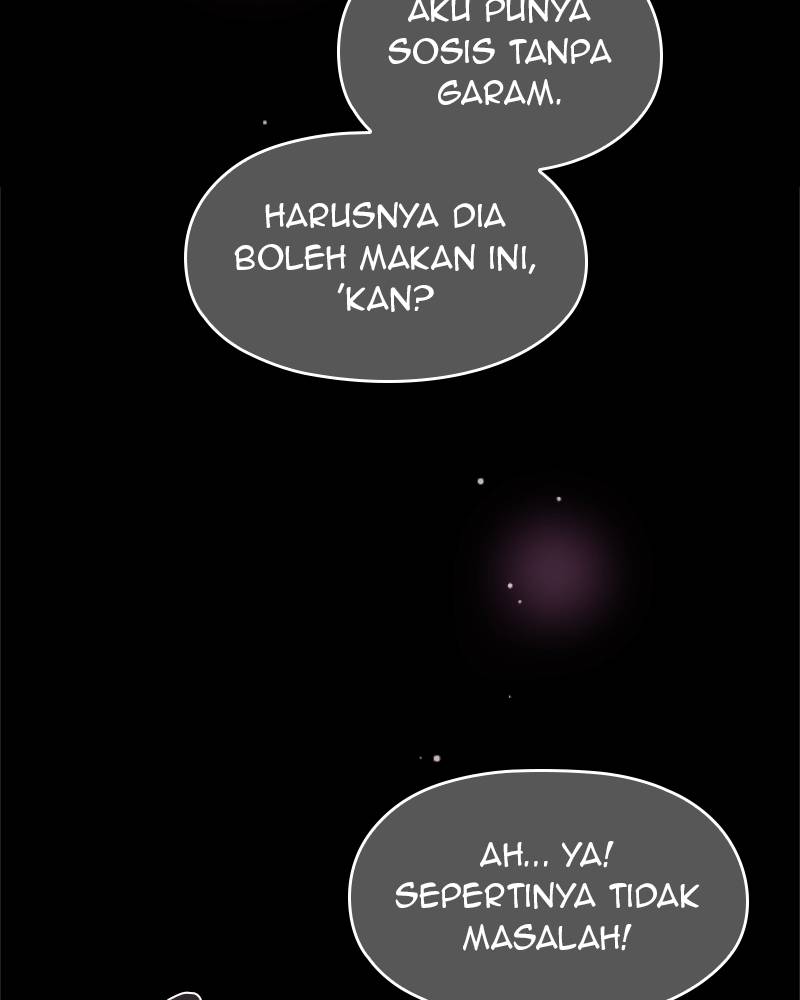 AKU PUNYA
SOSIS TANPA
GARAM.
HARUSNYA DIA
BOLEH MAKAN INI,
'KAN?
AH... YA!
SEPERTINYA TIDAK
MASALAH!